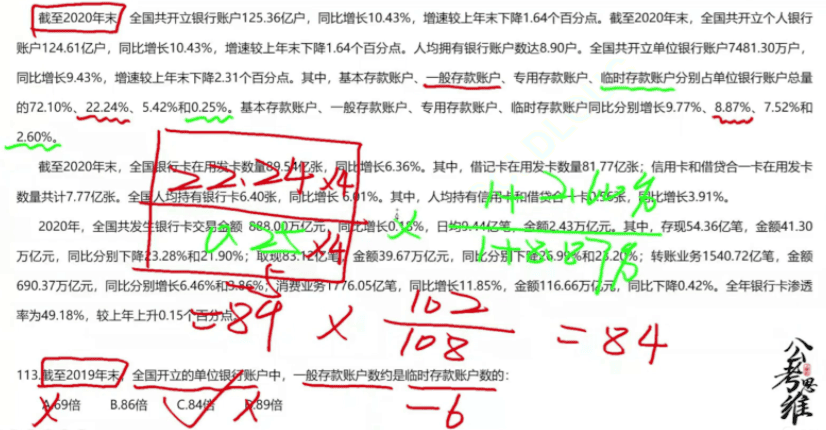 截至2020年末，全国共开立银行账户125.36亿户，同比增长10.43%，增速较上年末下降1.64个百分点。截至2020年末，全国共开立个人银行
账户124.61亿户，同比增长10.43%，增速较上年末下降1.64个百分点。人均拥有银行账户数达8.90户。全国共开立单位银行账户7481.30万户，
同比增长9.43%，增速较上年末下降2.31个百分点。其中，基本存款账户、一般存款账户、专用存款账户、临时存款账户分别占单位银行账户总量
的72.10%、22.24%、5.42%和0.25%。基本存款账户、一般存款账户、专用存款账户、临时存款账户同比分别增长9.77%、8.87%、7.52%和
2.60%。
截至2020年末，全国银行卡在用发卡数量89.54亿张，同比增长6.36%。其中，借记卡在用发卡数量81.77亿张；信用卡和借贷合一卡在用发卡
数量共计7.77亿张。全国人均持有银行卡6.40张，同比增长6.01%。其中，人均持有信用卡和借贷合一卡0.56张，同比增长3.91%。
2020年，全国共发生银行卡交易金额 888.00万亿元，同比增长0.18%，日均9.44亿笔，金额2.43万亿元。其中，存现54.36亿笔，金额41.30
万亿元，同比分别下降23.28%和21.90%；取现83.12亿笔，金额39.67万亿元，同比分别下降26.99%和23.20%；转账业务1540.72亿笔，金额
690.37万亿元，同比分别增长6.46%和3.86%；消费业务1776.05亿笔，同比增长11.85%，金额116.66万亿元，同比下降0.42%。全年银行卡渗透
率为49.18%，较上年上升0.15个百分点。
22.24×4
0.25×4
×
1+2.60%
1+8.87%
=89 × 102
108 =84
113.截至2019年末，全国开立的单位银行账户中，一般存款账户数约是临时存款账户数的：
A.69倍 B.86倍 C.84倍 D.89倍
-6
公考思维